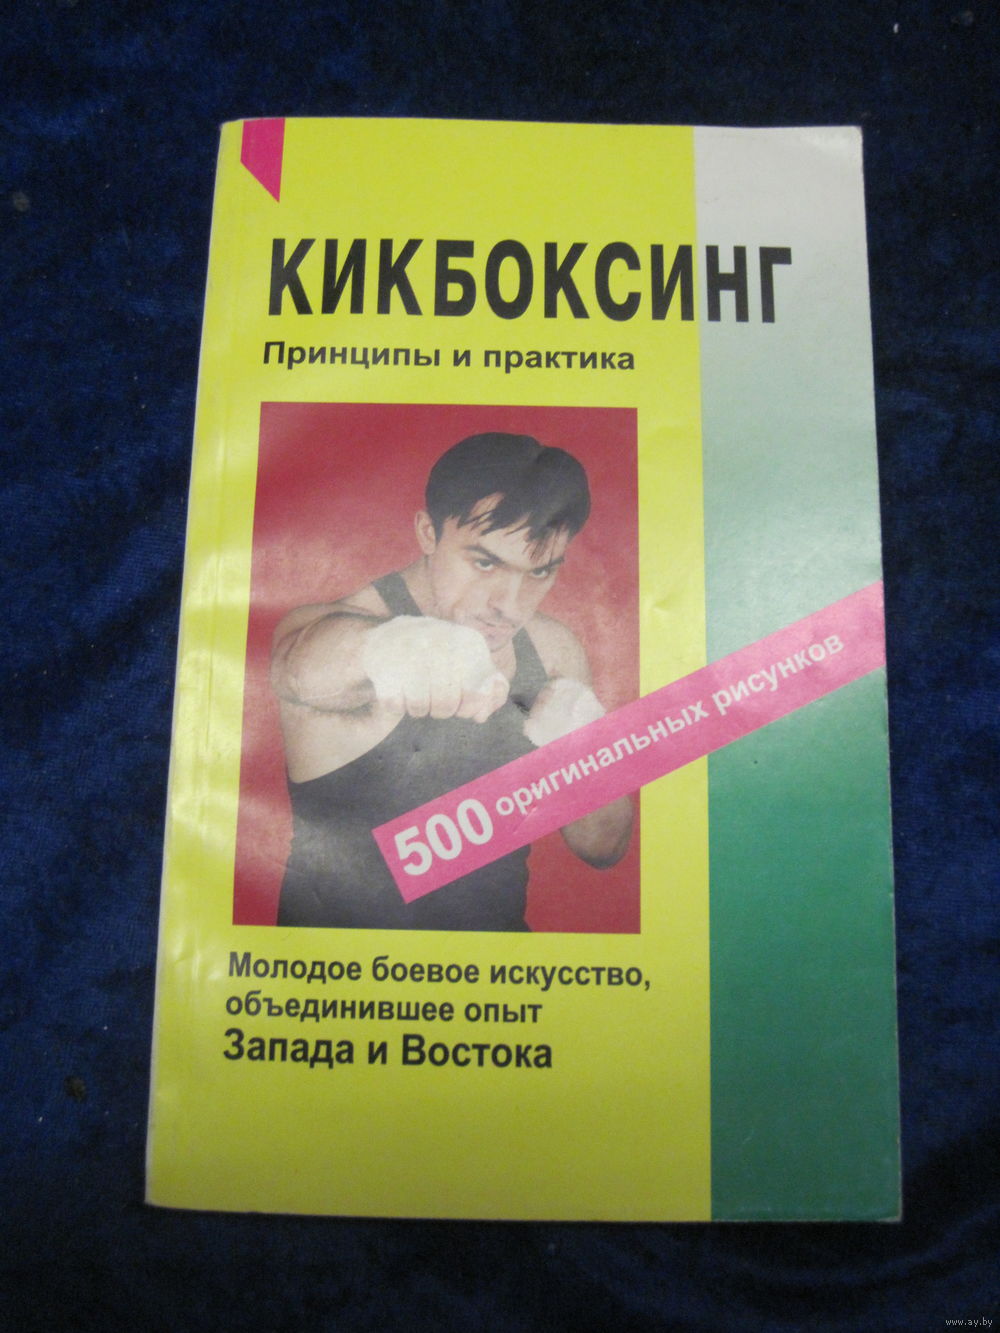 КИКБОКСИНГ
Принципы и практика
500 оригинальных рисунков
Молодое боевое искусство,
объединившее опыт
Запада и Востока
www.ay.by